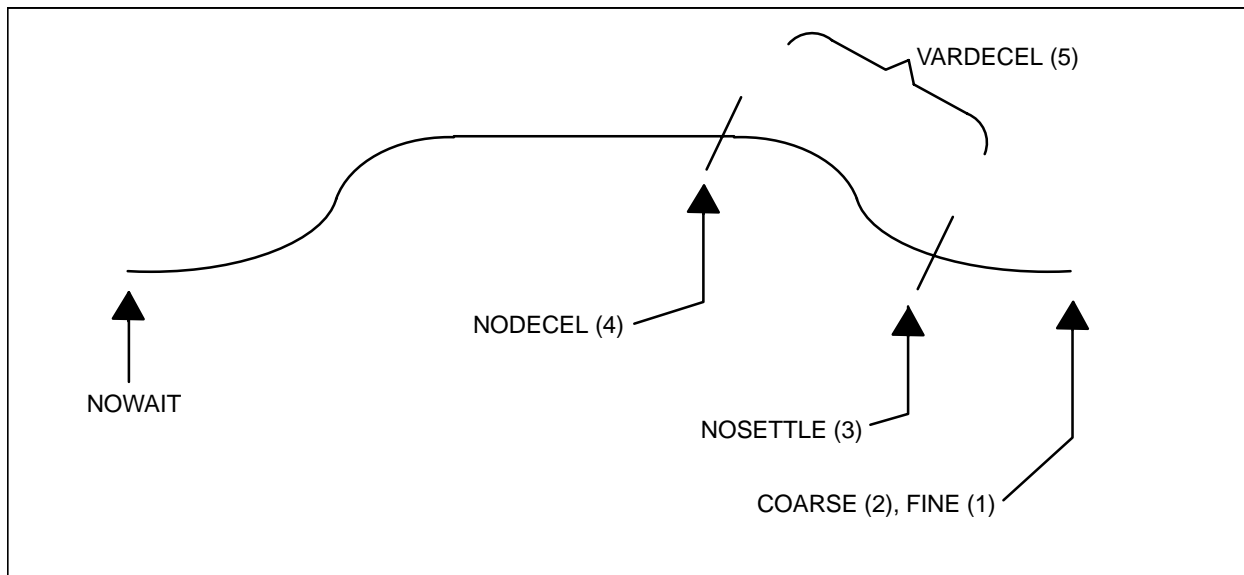 VARDECEL (5)
NODECEL (4)
NOWAIT
NOSETTLE (3)
COARSE (2), FINE (1)